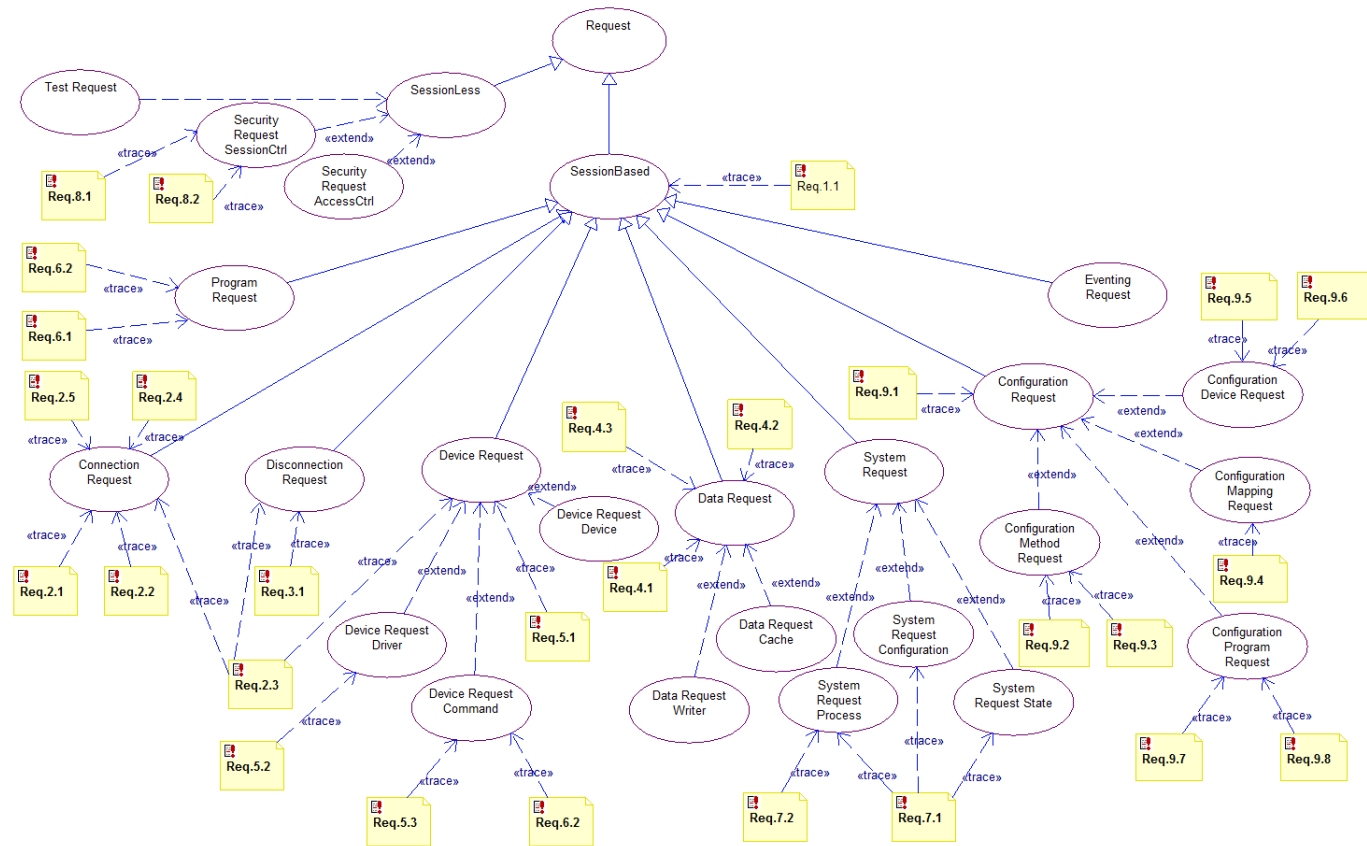 Request
Test Request
SessionLess
Security
Request
SessionCtrl
«extend»
«trace»
Req.8.1
Req.8.2
«trace»
Security
Request
AccessCtrl
«extend»
SessionBased
«trace»
Req.1.1
Req.6.2
«trace»
Program
Request
Req.6.1
«trace»
Eventing
Request
Req.9.5
Req.9.6
«trace»
«trace»
Req.2.5
Req.2.4
«trace»
«trace»
Connection
Request
Disconnection
Request
Device Request
«extend»
Device Request
Device
Req.4.3
«trace»
Req.4.2
«trace»
Data Request
System
Request
Req.9.1
«trace»
Configuration
Request
Configuration
Device Request
«extend»
«extend»
Configuration
Mapping
Request
«extend»
Configuration
Method
Request
«extend»
«trace»
Req.9.4
«trace»
Req.2.1
«trace»
Req.2.2
«trace»
«trace»
«trace»
Req.3.1
«trace»
«extend»
«extend»
«trace»
Req.5.1
«trace»
Req.4.1
«extend»
«extend»
Data Request
Cache
Data Request
Writer
«extend»
«extend»
«extend»
System
Request
Configuration
«trace»
Req.9.2
«trace»
Req.9.3
Configuration
Program
Request
Req.2.3
Device Request
Driver
«trace»
Req.5.2
Device Request
Command
System
Request
Process
System
Request State
«trace»
Req.5.3
«trace»
Req.6.2
«trace»
Req.7.2
«trace»
«trace»
«trace»
Req.7.1
«trace»
Req.9.7
«trace»
Req.9.8